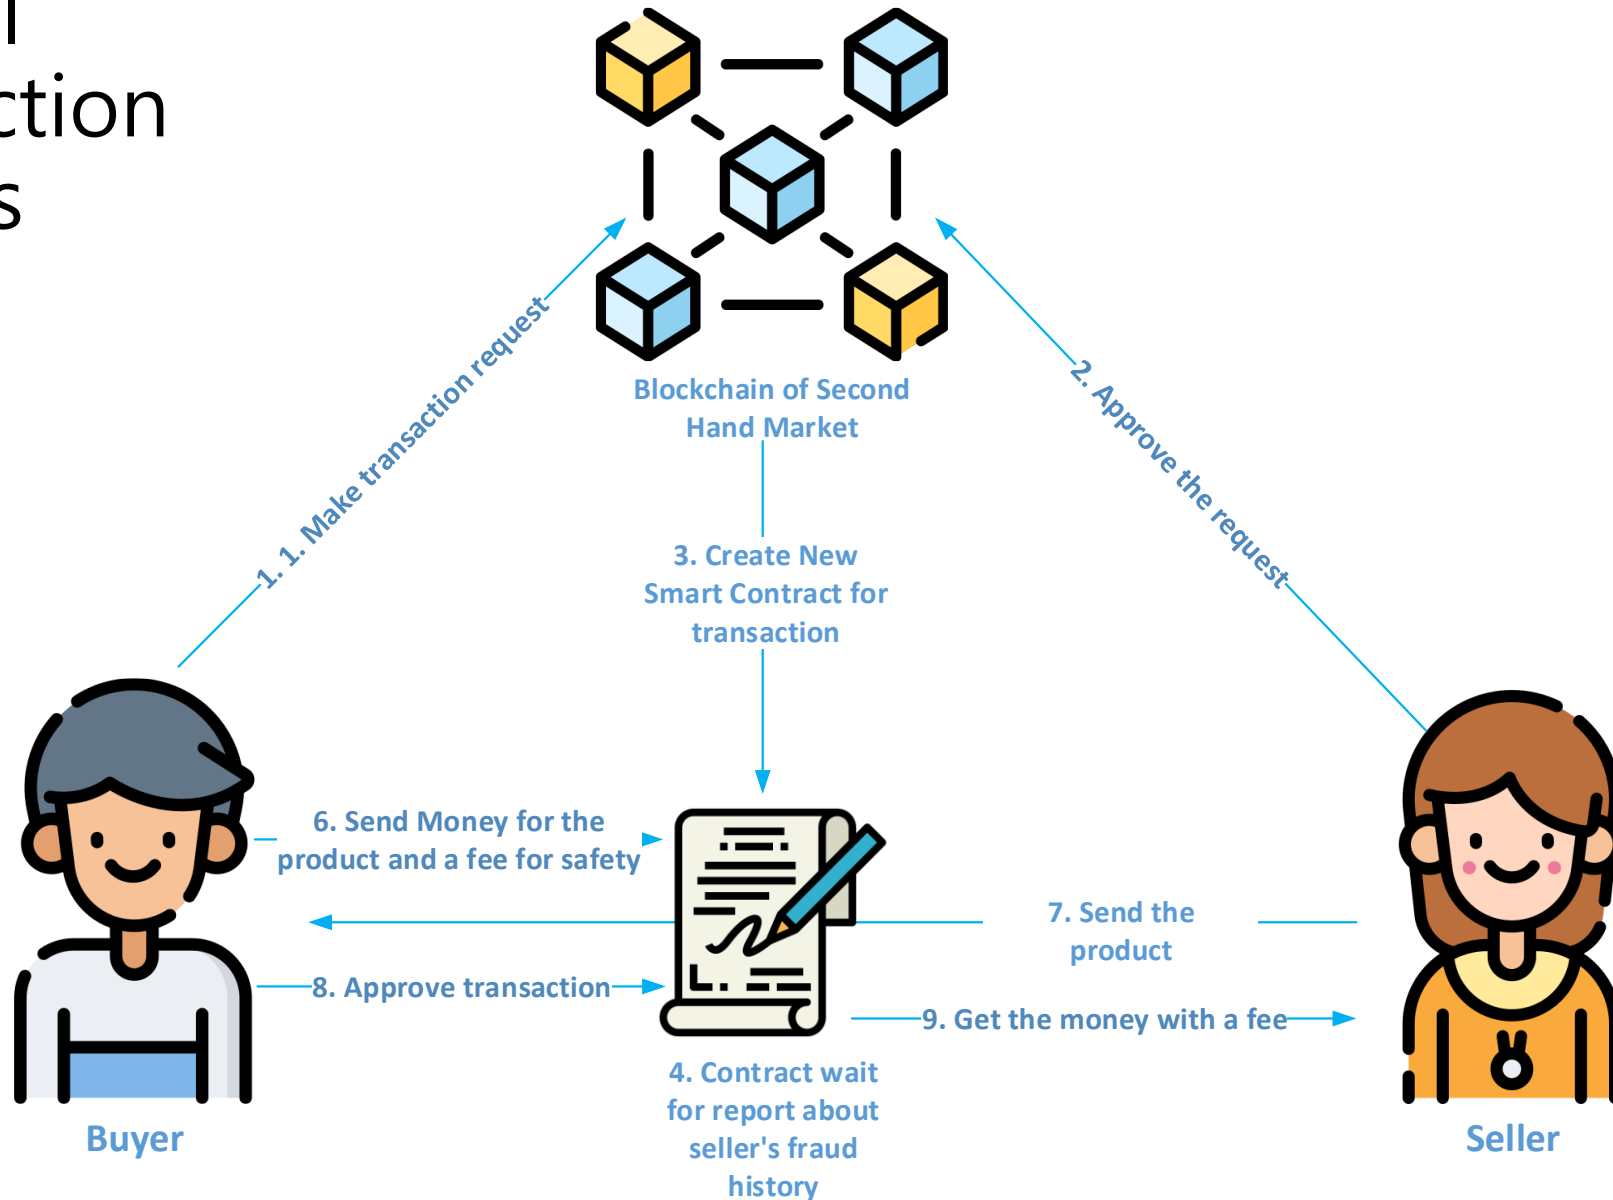 ction
s
Blockchain of Second
Hand Market
1. 1. Make transaction request
2. Approve the request
3. Create New
Smart Contract for
transaction
6. Send Money for the
product and a fee for safety
7. Send the
product
8. Approve transaction
9. Get the money with a fee
4. Contract wait
for report about
seller's fraud
history
Buyer
Seller